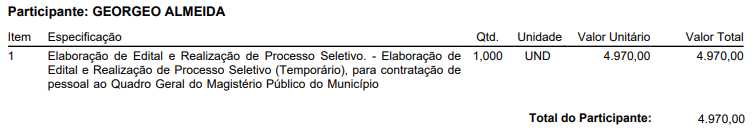 Participante: GEORGEO ALMEIDA
Item Especificação Qtd. Unidade Valor Unitário Valor Total
1 Elaboração de Edital e Realização de Processo Seletivo. - Elaboração de 1,000 UND 4.970,00 4.970,00
Edital e Realização de Processo Seletivo (Temporário), para contratação de
pessoal ao Quadro Geral do Magistério Público do Município
Total do Participante: 4.970,00